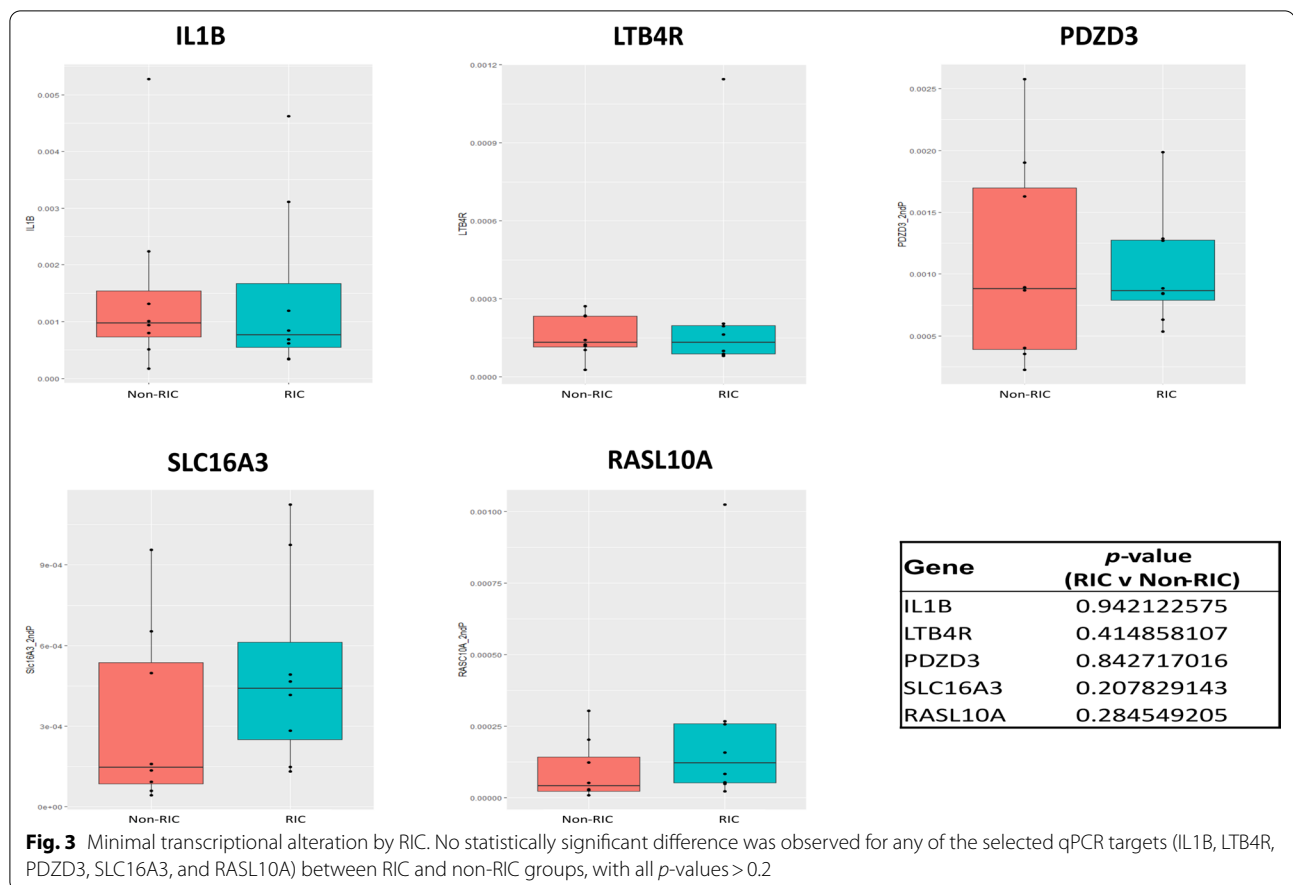 IL1B
0.005
0.004
0.003
0.002
0.001
0.000
IL1B
Non-RIC RIC
LTB4R
0.0012
0.0009
0.0006
0.0003
0.0000
LTB4R
Non-RIC RIC
PDZD3
0.0025
0.0020
0.0015
0.0010
0.0005
PDZD3_2ndP
Non-RIC RIC
SLC16A3
9e-04
6e-04
3e-04
0e+00
Slc16A3_2ndP
Non-RIC RIC
RASL10A
0.00100
0.00075
0.00050
0.00025
0.00000
RASC10A_2ndP
Non-RIC RIC
Gene p-value
(RIC v Non-RIC)
IL1B 0.942122575
LTB4R 0.414858107
PDZD3 0.842717016
SLC16A3 0.207829143
RASL10A 0.284549205
Fig. 3 Minimal transcriptional alteration by RIC. No statistically significant difference was observed for any of the selected qPCR targets (IL1B, LTB4R,
PDZD3, SLC16A3, and RASL10A) between RIC and non-RIC groups, with all p-values > 0.2